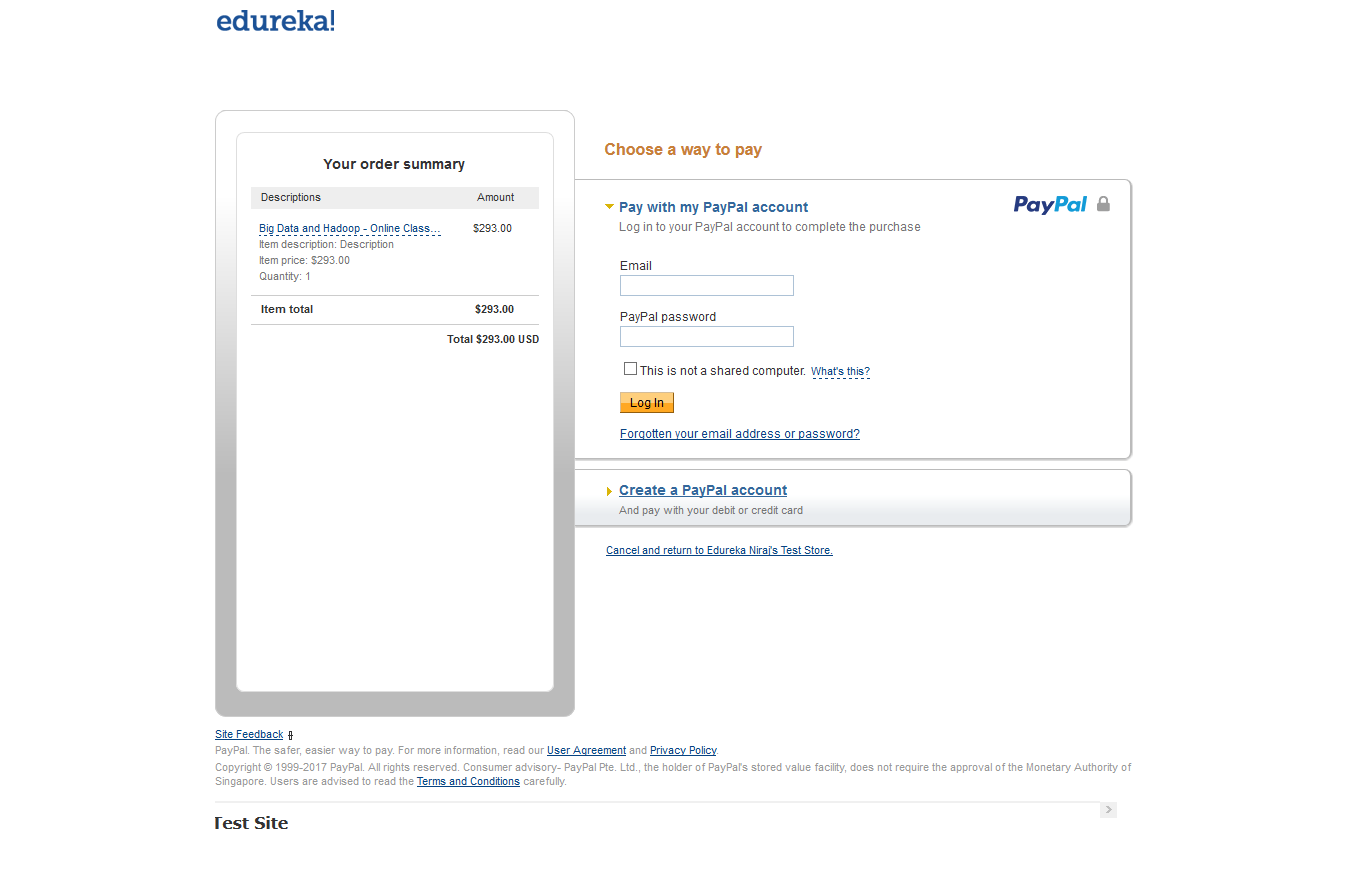 edureka!
Your order summary
Descriptions Amount
Big Data and Hadoop - Online Class... $293.00
Item description: Description
Item price: $293.00
Quantity: 1
Item total $293.00
Total $293.00 USD
Choose a way to pay
Pay with my PayPal account
PayPal
Log in to your PayPal account to complete the purchase
Email
PayPal password
This is not a shared computer. What's this?
Log In
Forgotten your email address or password?
Create a PayPal account
And pay with your debit or credit card
Cancel and return to Edureka Niraj's Test Store.
Site Feedback
PayPal. The safer, easier way to pay. For more information, read our User Agreement and Privacy Policy.
Copyright © 1999-2017 PayPal. All rights reserved. Consumer advisory- PayPal Pte. Ltd., the holder of PayPal's stored value facility, does not require the approval of the Monetary Authority of
Singapore. Users are advised to read the Terms and Conditions carefully.
Test Site